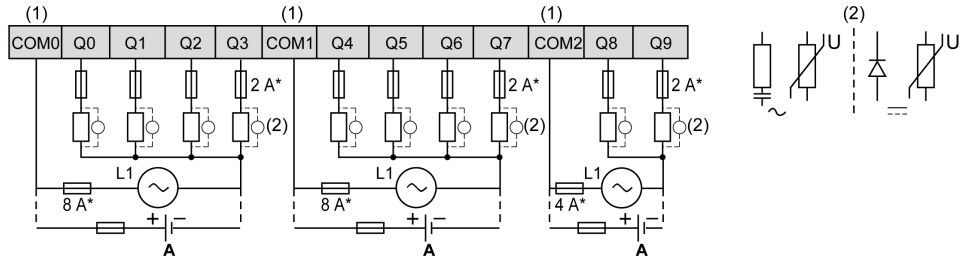 (1) (1) (1) (2)
COM0 Q0 Q1 Q2 Q3 COM1 Q4 Q5 Q6 Q7 COM2 Q8 Q9
U U
2 A* 2 A* 2 A*
(2) (2) (2)
L1 L1 L1
8 A* 8 A* 4 A*
+ − + − + −
A A A